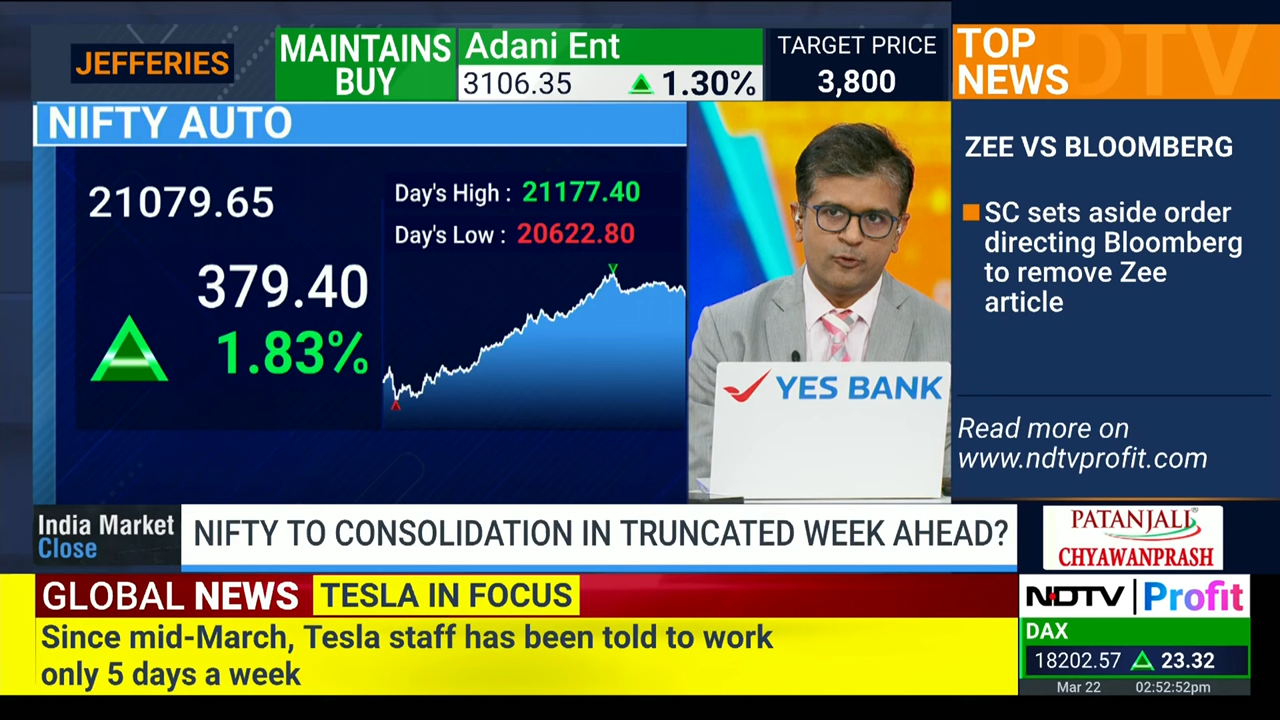 JEFFERIES
MAINTAINS
BUY
Adani Ent
3106.35 ▲ 1.30%
TARGET PRICE
3,800
TOP
NEWS
NDTV
NIFTY AUTO
21079.65
379.40
1.83%
Day's High : 21177.40
Day's Low : 20622.80
YES BANK
ZEE VS BLOOMBERG
SC sets aside order
directing Bloomberg
to remove Zee
article
Read more on
www.ndtvprofit.com
India Market
Close
NIFTY TO CONSOLIDATION IN TRUNCATED WEEK AHEAD?
PATANJALI
CHYAWANPRASH
GLOBAL NEWS
TESLA IN FOCUS
Since mid-March, Tesla staff has been told to work
only 5 days a week
NDTV Profit
DAX
18202.57 ▲ 23.32
Mar 22 02:52:52pm